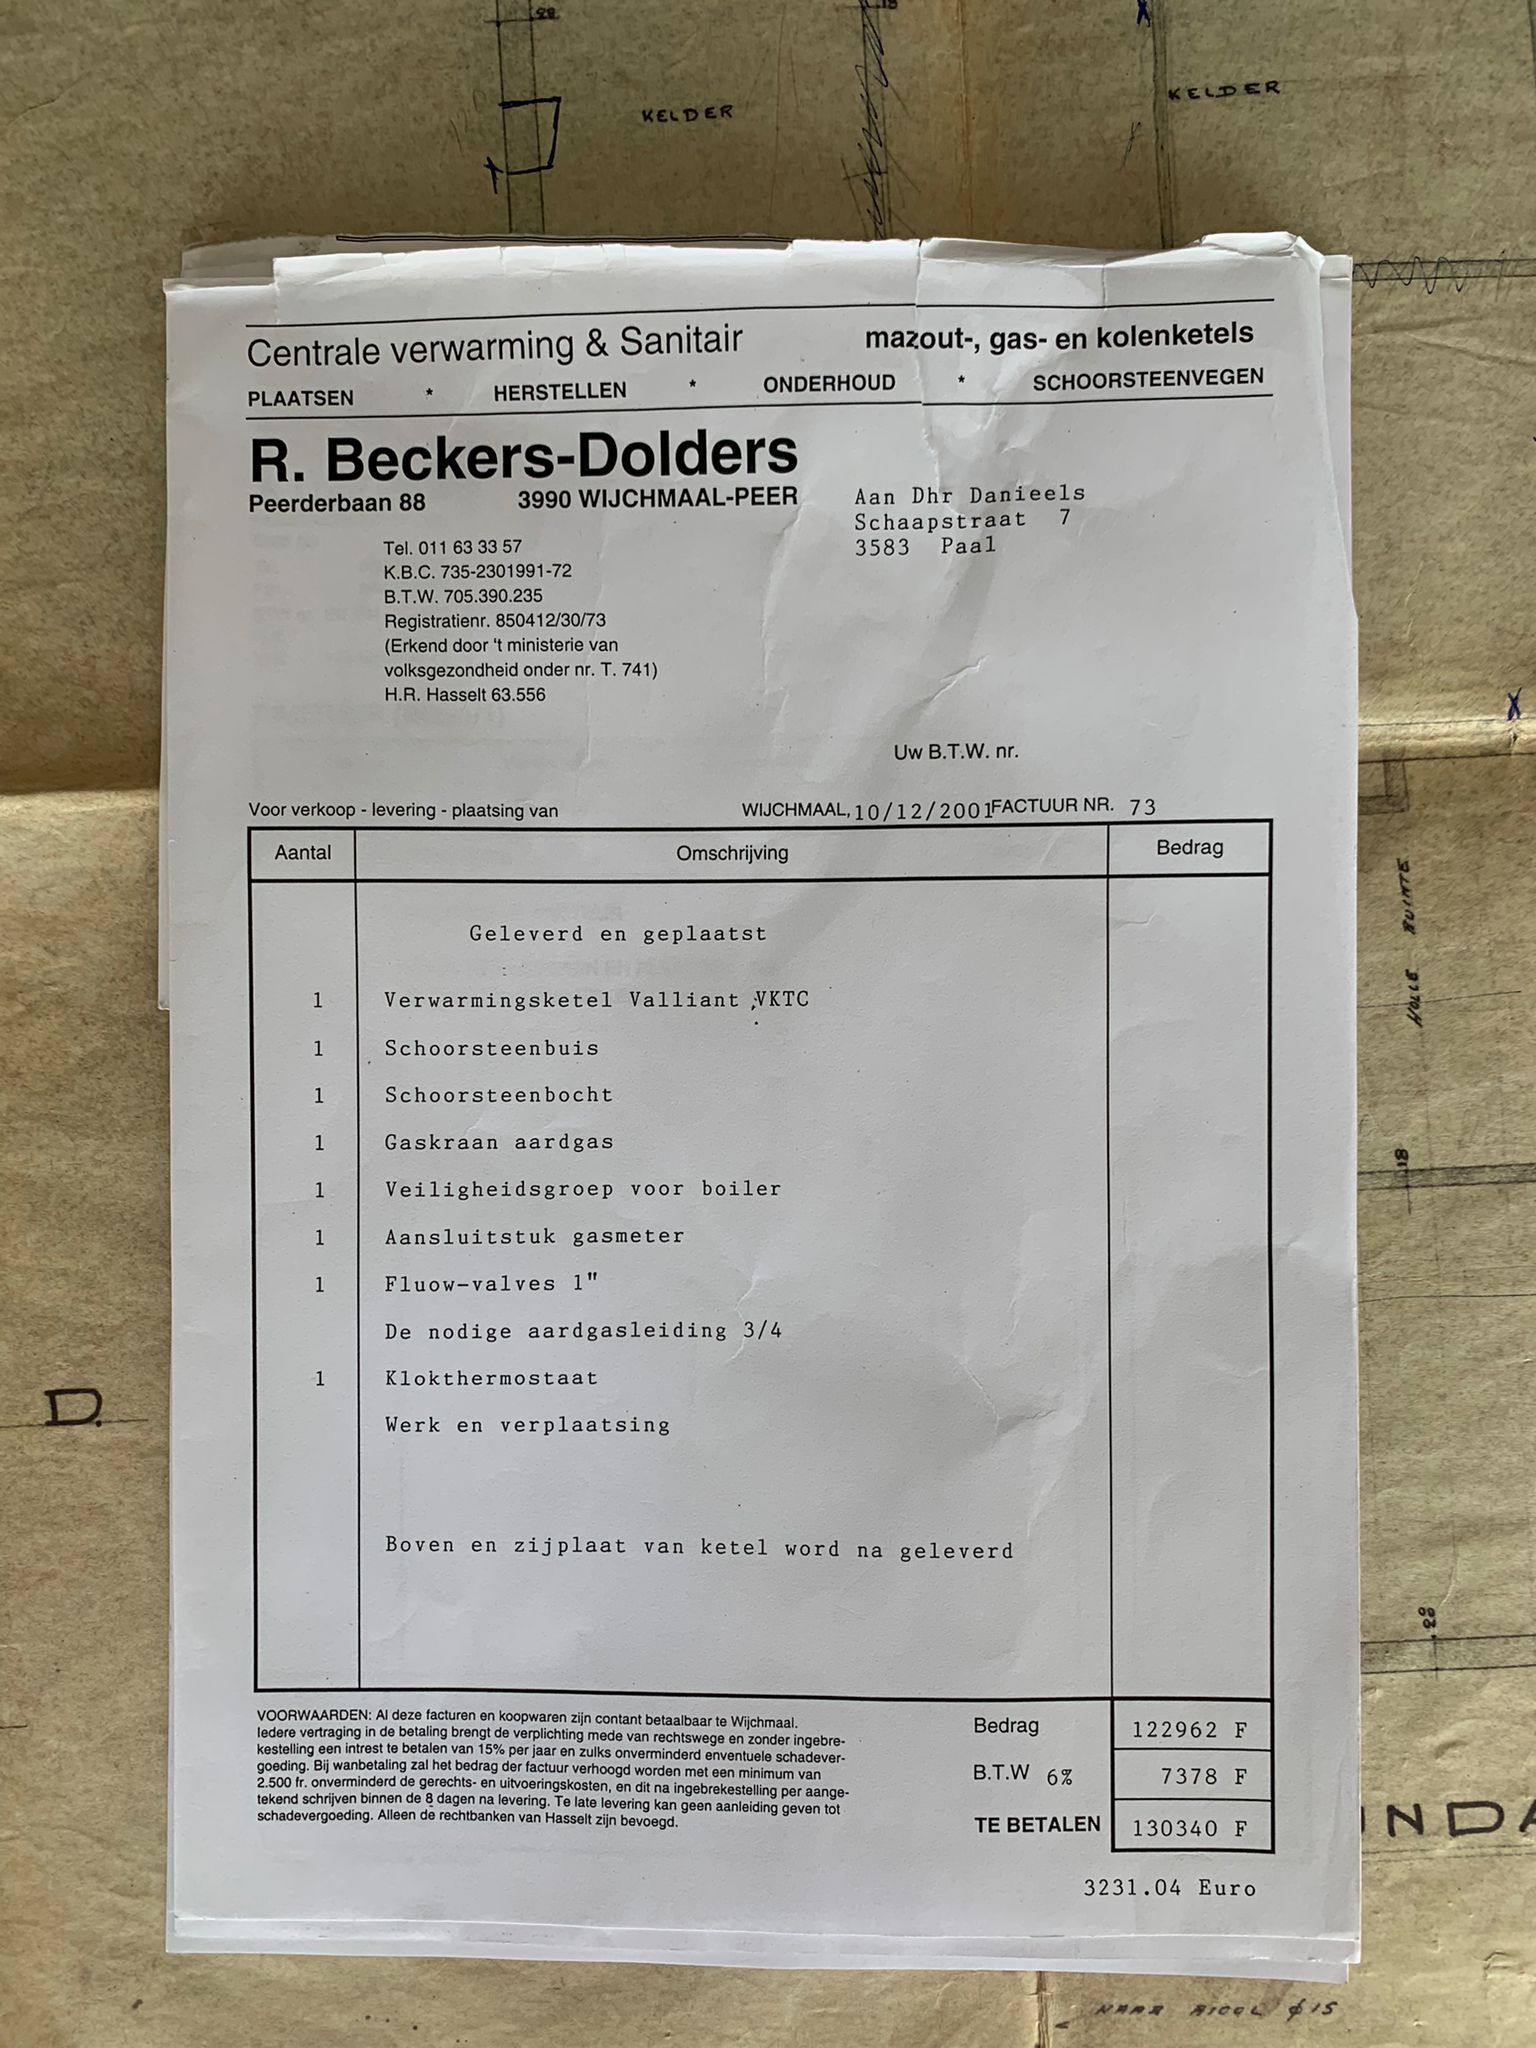 28
18
KELDER
KELDER
Centrale verwarming & Sanitair mazout-, gas- en kolenketels
PLAATSEN * HERSTELLEN * ONDERHOUD * SCHOORSTEENVEGEN
R. Beckers-Dolders
Peerderbaan 88 3990 WIJCHMAAL-PEER
Aan Dhr Danieels
Schaapstraat 7
3583 Paal
Tel. 011 63 33 57
K.B.C. 735-2301991-72
B.T.W. 705.390.235
Registratienr. 850412/30/73
(Erkend door 't ministerie van
volksgezondheid onder nr. T. 741)
H.R. Hasselt 63.556
Uw B.T.W. nr.
Voor verkoop - levering - plaatsing van WIJCHMAAL, 10/12/2001 FACTUUR NR. 73
Aantal Omschrijving Bedrag
Geleverd en geplaatst
1 Verwarmingsketel Valliant VKTC
1 Schoorsteenbuis
1 Schoorsteenbocht
1 Gaskraan aardgas
1 Veiligheidsgroep voor boiler
1 Aansluitstuk gasmeter
1 Fluow-valves 1"
De nodige aardgasleiding 3/4
1 Klokthermostaat
Werk en verplaatsing
Boven en zijplaat van ketel word na geleverd
VOORWAARDEN: Al deze facturen en koopwaren zijn contant betaalbaar te Wijchmaal.
Iedere vertraging in de betaling brengt de verplichting mede van rechtswege en zonder ingebre-
kestelling een intrest te betalen van 15% per jaar en zulks onverminderd enventuele schadever-
goeding. Bij wanbetaling zal het bedrag der factuur verhoogd worden met een minimum van
2.500 fr. onverminderd de gerechts- en uitvoeringskosten, en dit na ingebrekestelling per aange-
tekend schrijven binnen de 8 dagen na levering. Te late levering kan geen aanleiding geven tot
schadevergoeding. Alleen de rechtbanken van Hasselt zijn bevoegd.
Bedrag 122962 F
B.T.W 6% 7378 F
TE BETALEN 130340 F
3231.04 Euro
HOLLE RUINTE
18
28
D.
NAAR RIOOL Ø15